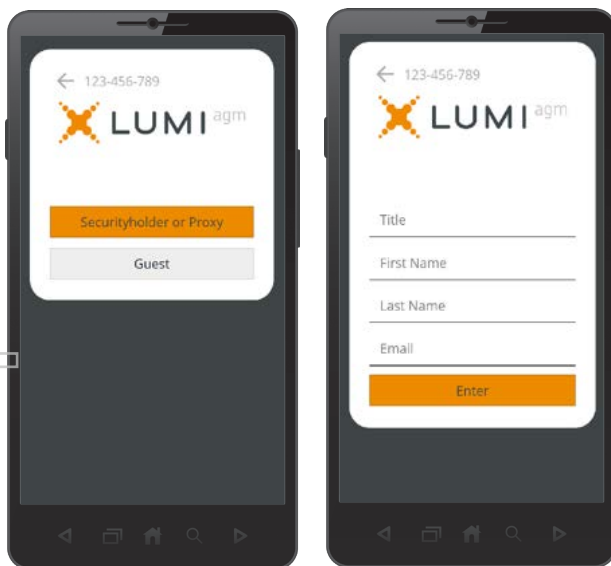 123-456-789
LUMI agm
Securityholder or Proxy
Guest
123-456-789
LUMI agm
Title
First Name
Last Name
Email
Enter